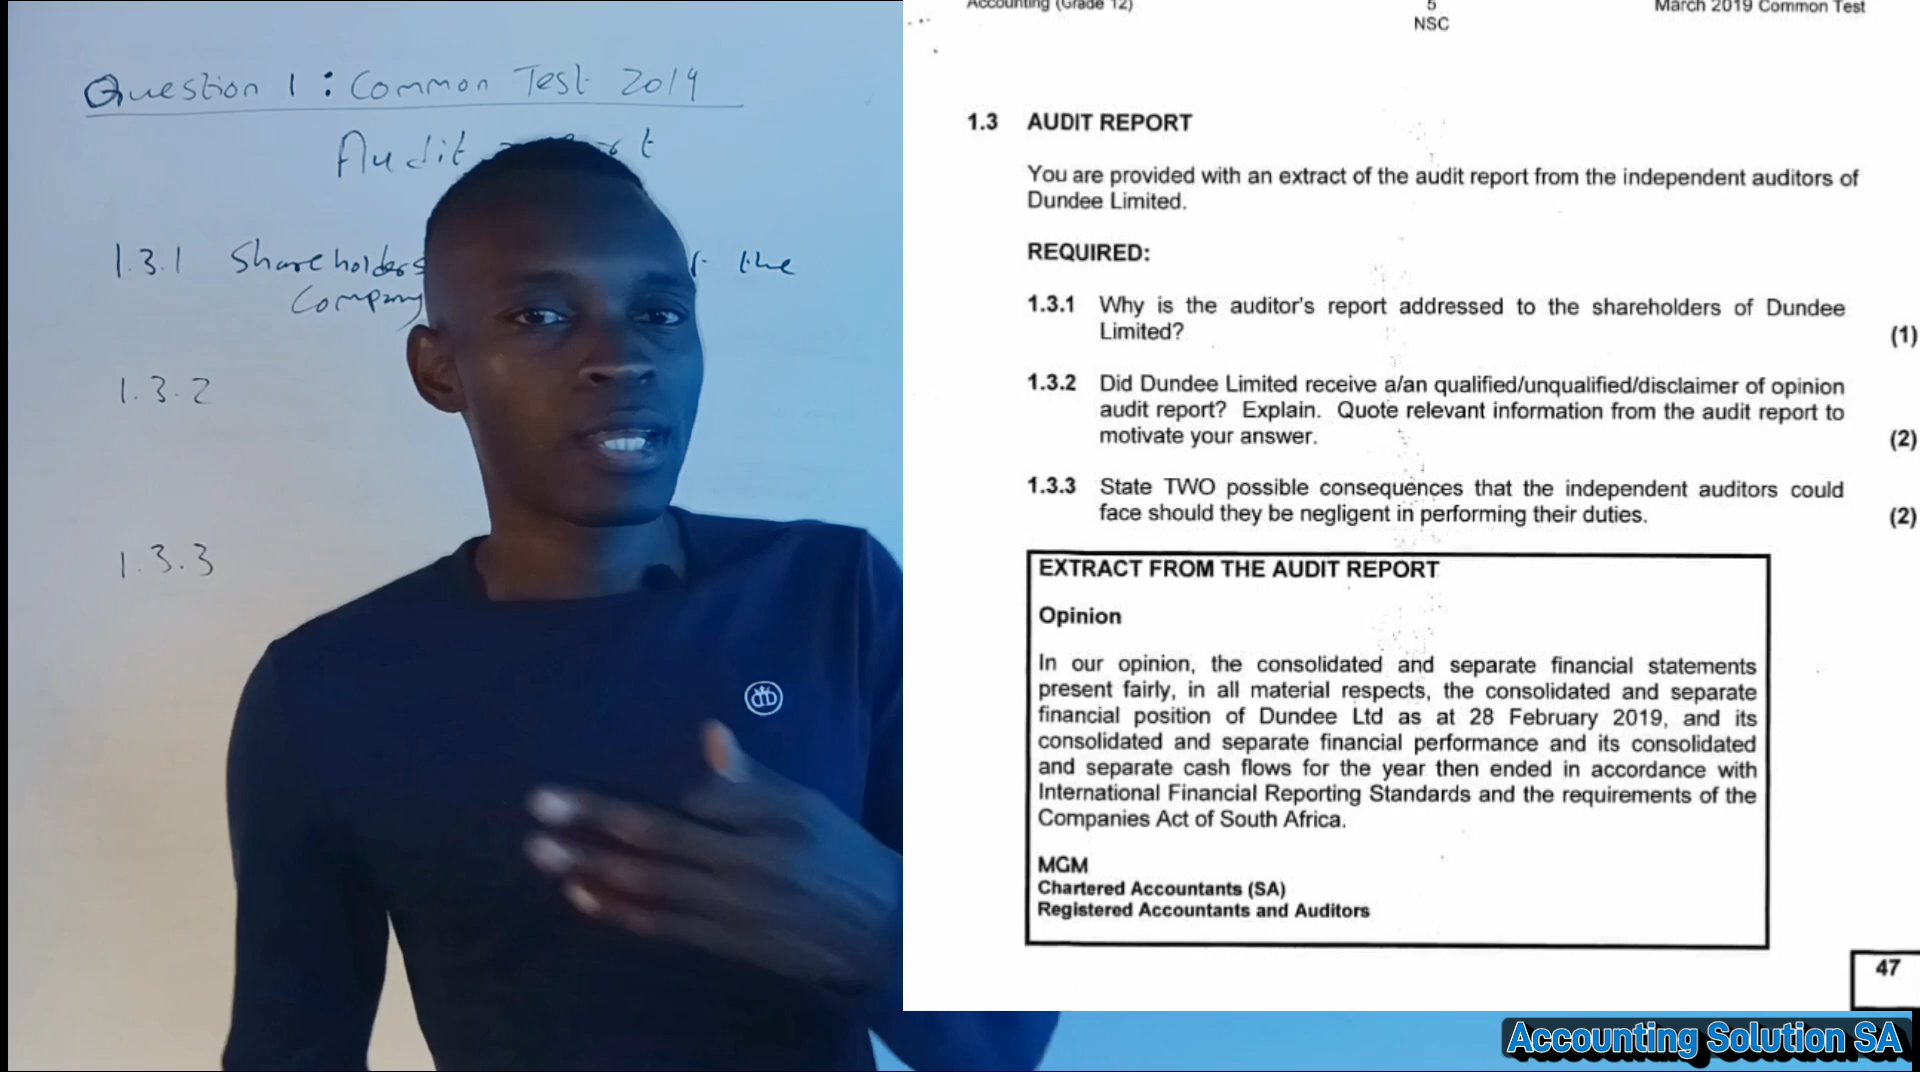 Question 1 : Common Test 2019
Audit
1.3.1 Shareholders the
Company
1.3.2
1.3.3
Accounting (Grade 12)
5
NSC
March 2019 Common Test
1.3 AUDIT REPORT
You are provided with an extract of the audit report from the independent auditors of
Dundee Limited.
REQUIRED:
1.3.1 Why is the auditor's report addressed to the shareholders of Dundee
Limited?
(1)
1.3.2 Did Dundee Limited receive a/an qualified/unqualified/disclaimer of opinion
audit report? Explain. Quote relevant information from the audit report to
motivate your answer.
(2)
1.3.3 State TWO possible consequences that the independent auditors could
face should they be negligent in performing their duties.
(2)
EXTRACT FROM THE AUDIT REPORT
Opinion
In our opinion, the consolidated and separate financial statements
present fairly, in all material respects, the consolidated and separate
financial position of Dundee Ltd as at 28 February 2019, and its
consolidated and separate financial performance and its consolidated
and separate cash flows for the year then ended in accordance with
International Financial Reporting Standards and the requirements of the
Companies Act of South Africa.
MGM
Chartered Accountants (SA)
Registered Accountants and Auditors
47
Accounting Solution SA